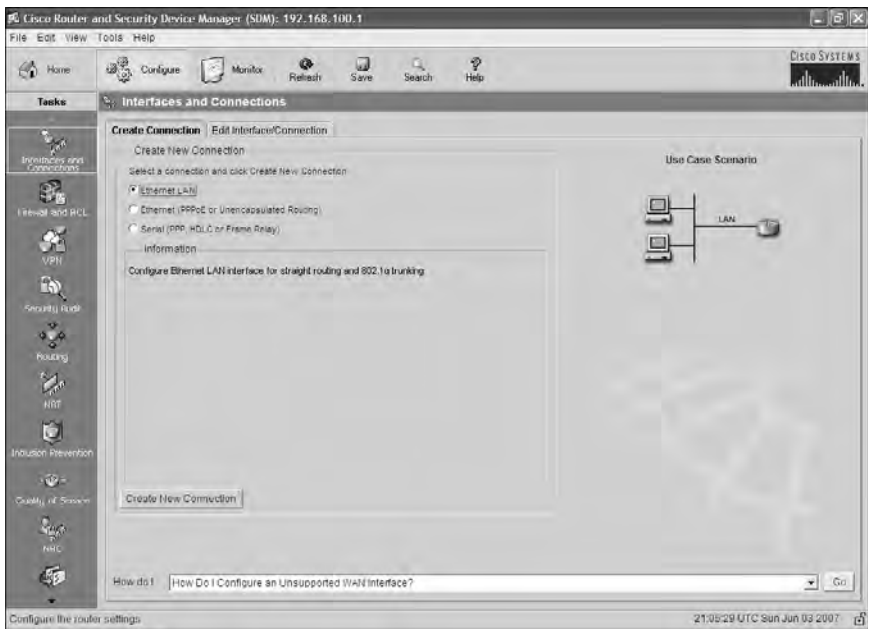 Cisco Router and Security Device Manager (SDM): 192.168.100.1
File Edit View Tools Help
Home Configure Monitor Refresh Save Search Help
CISCO SYSTEMS
Tasks
Interfaces and Connections
Create Connection Edit Interface/Connection
Create New Connection
Select a connection and click Create New Connection
Ethernet LAN
Ethernet (PPPoE or Unencapsulated Routing)
Serial (PPP, HDLC or Frame Relay)
Information
Configure Ethernet LAN interface for straight routing and 802.1q trunking
Create New Connection
Use Case Scenario
LAN
Interfaces and Connections
Firewall and ACL
VPN
Security Audit
Routing
NAT
Intrusion Prevention
Quality of Service
NAC
How do I How Do I Configure an Unsupported WAN Interface? Go
Configure the router settings
21:05:29 UTC Sun Jun 03 2007